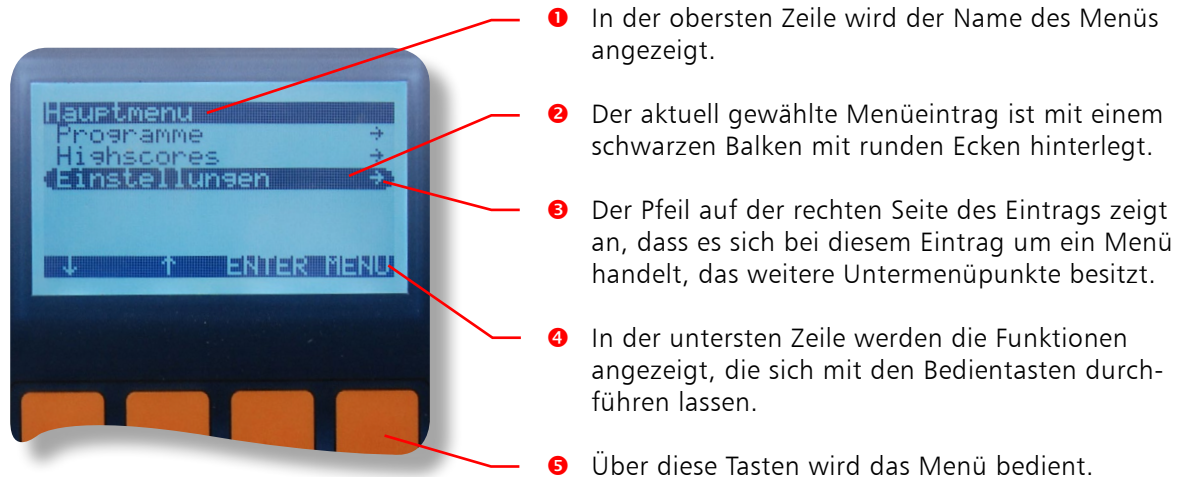 Hauptmenu
Programme →
Highscores →
Einstellungen →
↓ ↑ ENTER MENU
❶ In der obersten Zeile wird der Name des Menüs
angezeigt.
❷ Der aktuell gewählte Menüeintrag ist mit einem
schwarzen Balken mit runden Ecken hinterlegt.
❸ Der Pfeil auf der rechten Seite des Eintrags zeigt
an, dass es sich bei diesem Eintrag um ein Menü
handelt, das weitere Untermenüpunkte besitzt.
❹ In der untersten Zeile werden die Funktionen
angezeigt, die sich mit den Bedientasten durch-
führen lassen.
❺ Über diese Tasten wird das Menü bedient.